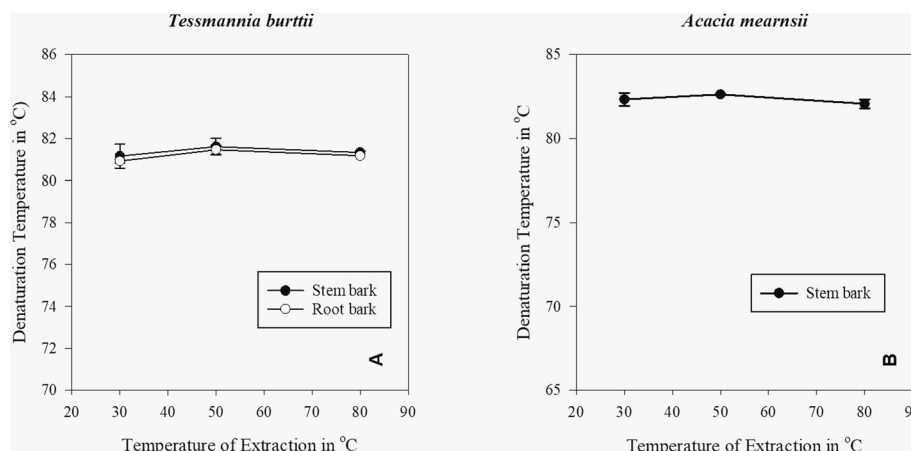 Tessmannia burttii
Denaturation Temperature in °C)
86
84
82
80
78
76
74
72
70
Stem bark
Root bark
A
20 30 40 50 60 70 80 90
Temperature of Extraction in °C
Acacia mearnsii
Denaturation Temperature in °C
85
80
75
70
65
Stem bark
B
20 30 40 50 60 70 80 90
Temperature of Extraction in °C